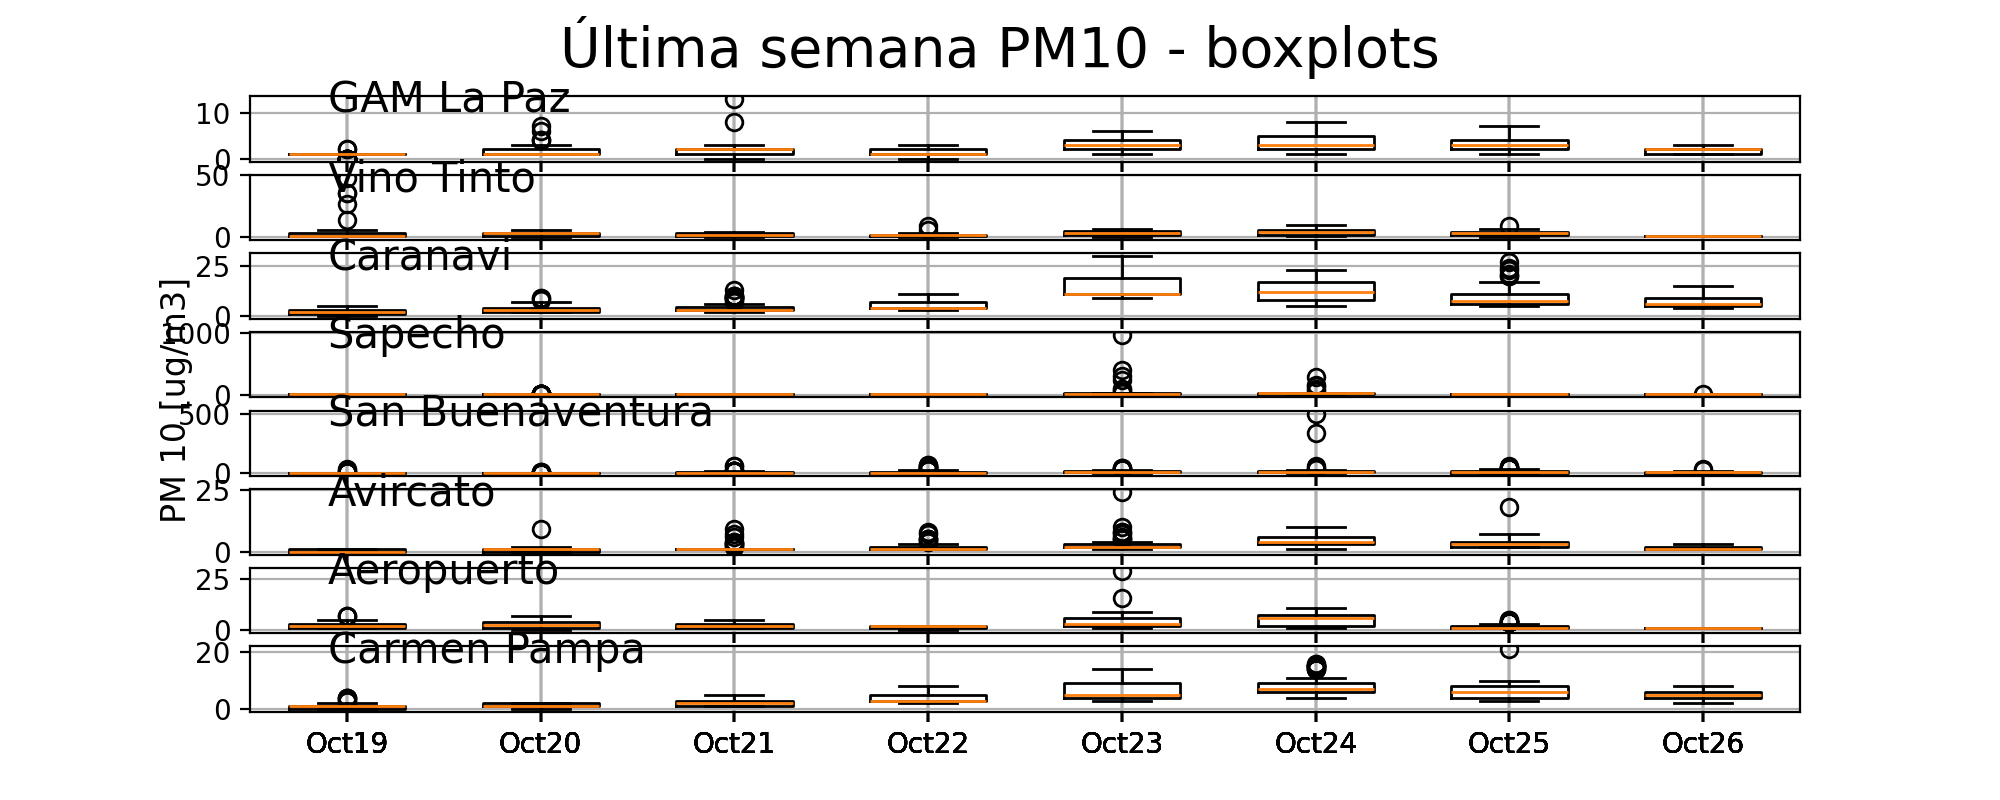 Última semana PM10 - boxplots
GAM La Paz
10
0
Vino Tinto
50
0
Caranavi
25
0
Sapecho
1000
0
San Buenaventura
500
0
Avircato
25
0
Aeropuerto
25
0
Carmen Pampa
20
0
PM 10 [ug/m3]
Oct19 Oct20 Oct21 Oct22 Oct23 Oct24 Oct25 Oct26